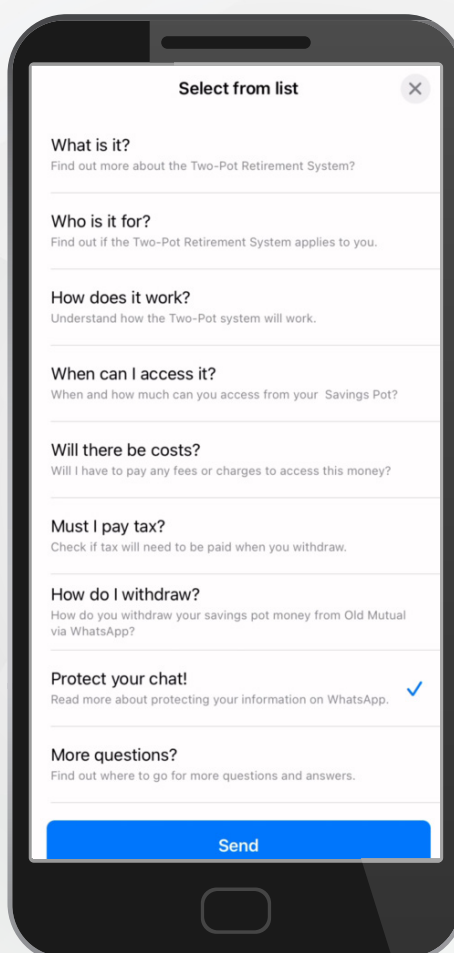 Select from list
What is it?
Find out more about the Two-Pot Retirement System?
Who is it for?
Find out if the Two-Pot Retirement System applies to you.
How does it work?
Understand how the Two-Pot system will work.
When can I access it?
When and how much can you access from your Savings Pot?
Will there be costs?
Will I have to pay any fees or charges to access this money?
Must I pay tax?
Check if tax will need to be paid when you withdraw.
How do I withdraw?
How do you withdraw your savings pot money from Old Mutual
via WhatsApp?
Protect your chat!
Read more about protecting your information on WhatsApp.
More questions?
Find out where to go for more questions and answers.
Send